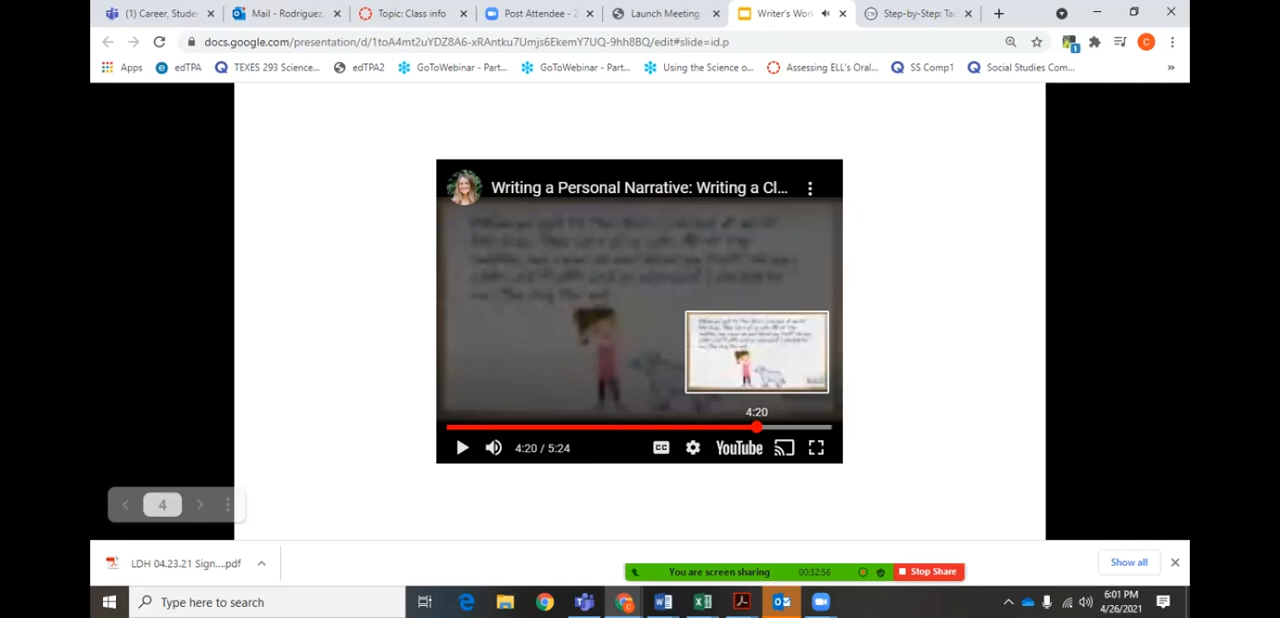 (1) Career, Stude
Mail - Rodriguez,
Topic: Class info
Post Attendee - Z
Launch Meeting
Writer's Wor
Step-by-Step: Tac
docs.google.com/presentation/d/1toA4mt2uYDZ8A6-xRAntku7Umjs6EkemY7UQ-9hh8BQ/edit#slide=id.p
1
C
Apps
edTPA
TEXES 293 Science...
edTPA2
GoToWebinar - Part...
GoToWebinar - Part...
Using the Science o...
Assessing ELL's Oral...
SS Comp1
Social Studies Com...
»
Writing a Personal Narrative: Writing a Cl...
4:20
4:20 / 5:24
CC
YouTube
4
LDH 04.23.21 Sign....pdf
Show all
You are screen sharing
00:32:56
Stop Share
Type here to search
6:01 PM
4/26/2021